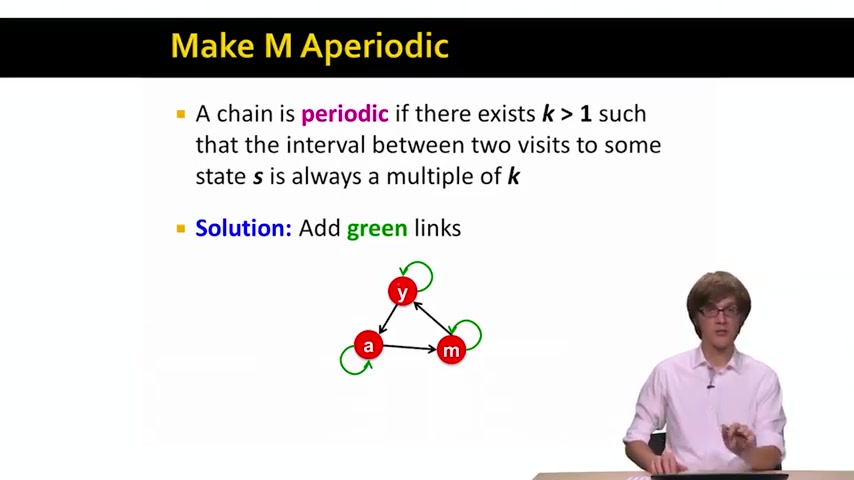 Make M Aperiodic
A chain is periodic if there exists k > 1 such
that the interval between two visits to some
state s is always a multiple of k
Solution: Add green links
y
a
m